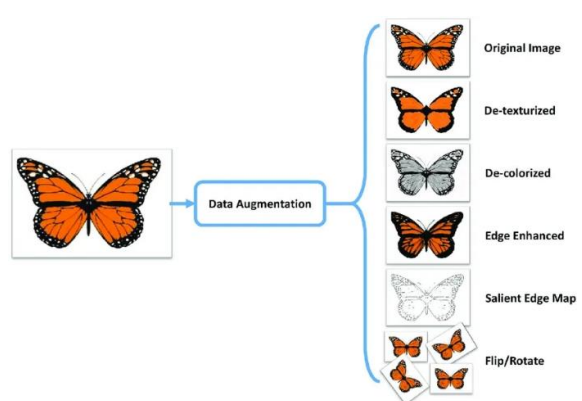 Original Image
De-texturized
De-colorized
Data Augmentation
Edge Enhanced
Salient Edge Map
Flip/Rotate